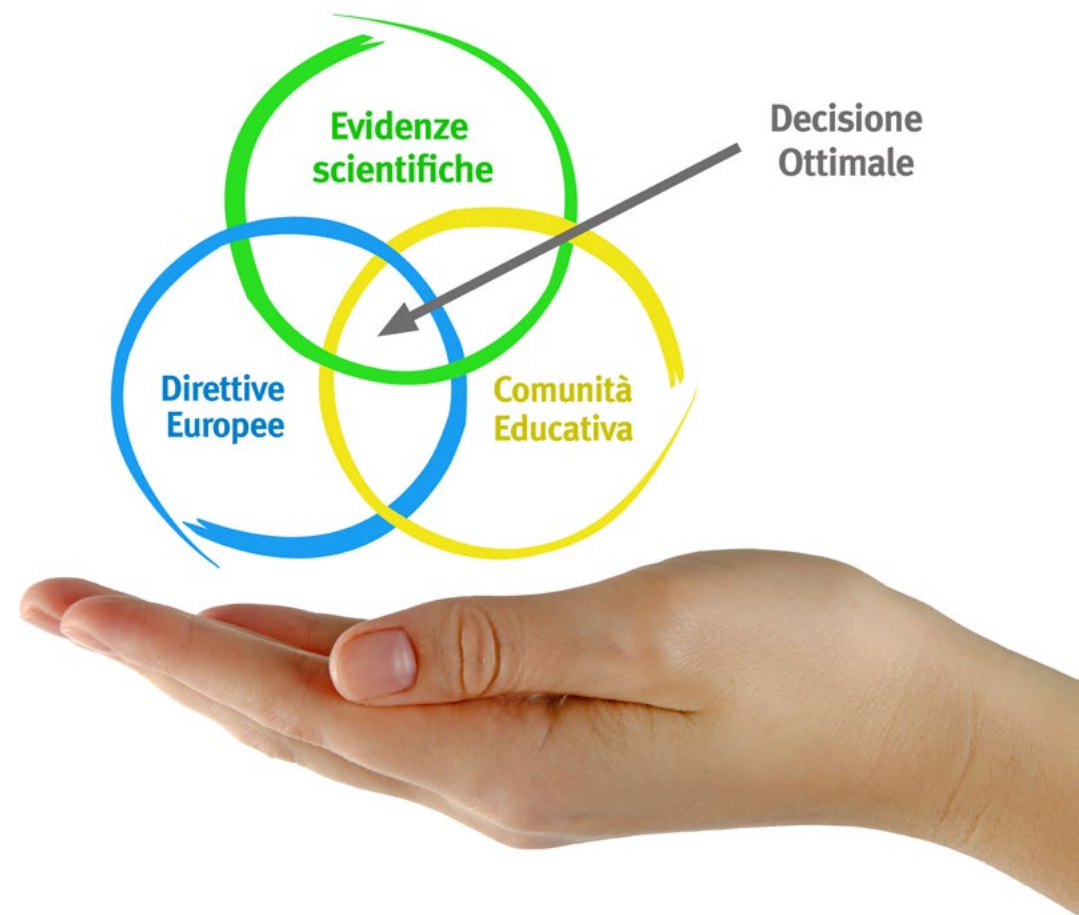 Evidenze
scientifiche
Decisione
Ottimale
Direttive
Europee
Comunità
Educativa